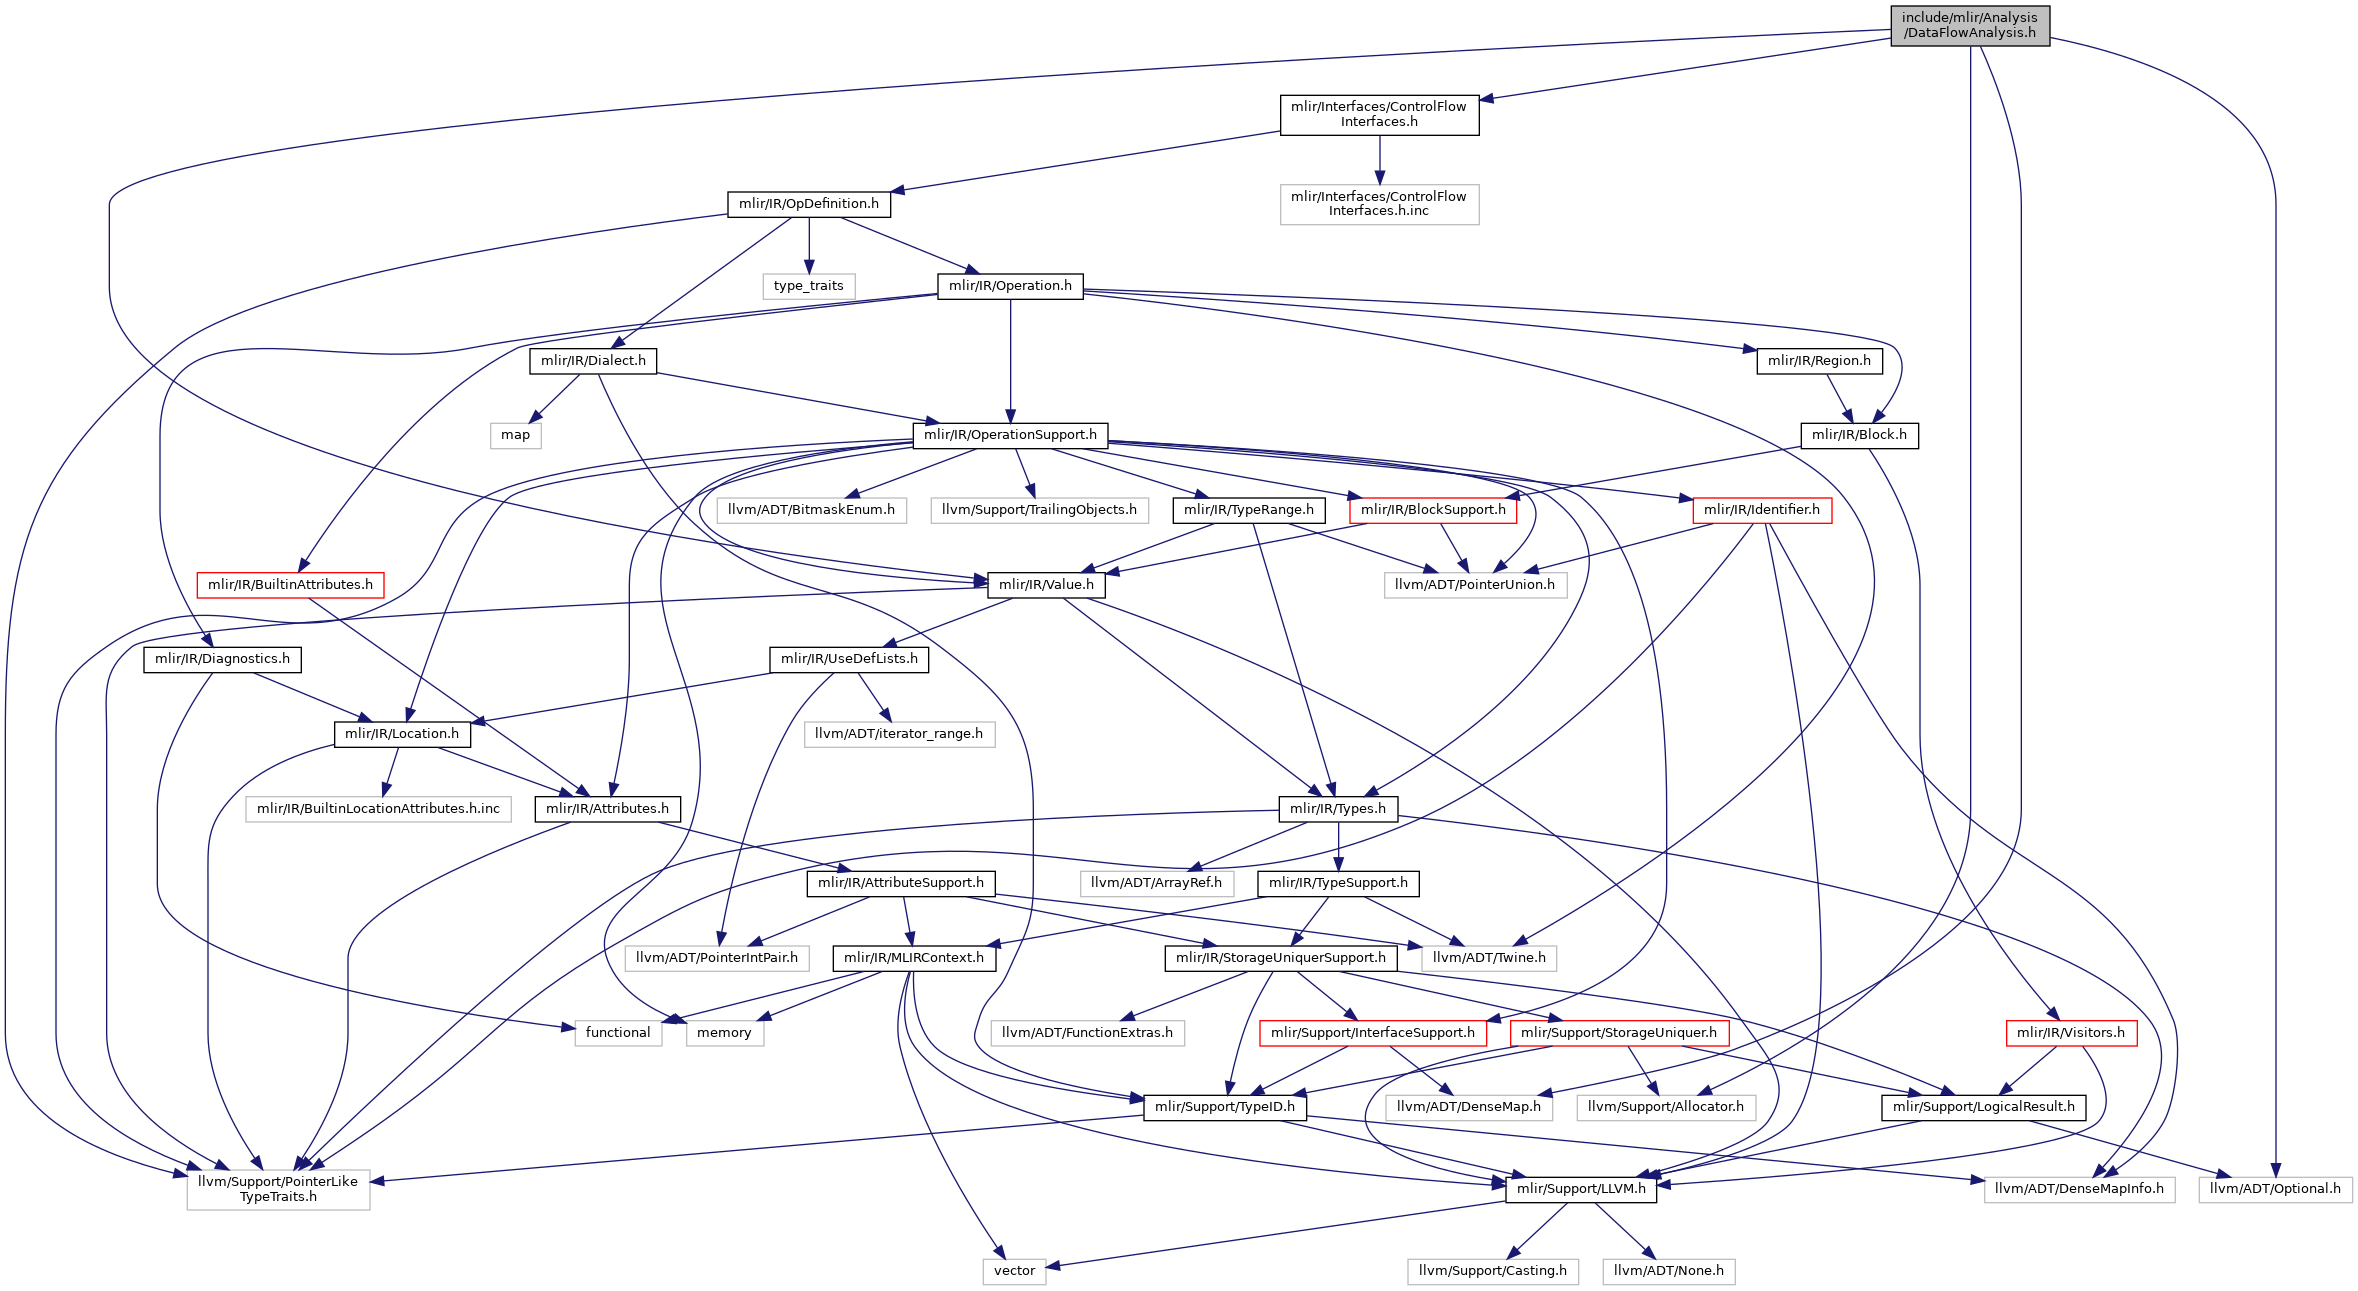 include/mlir/Analysis
/DataFlowAnalysis.h
mlir/Interfaces/ControlFlow
Interfaces.h
mlir/IR/OpDefinition.h
mlir/Interfaces/ControlFlow
Interfaces.h.inc
type_traits
mlir/IR/Operation.h
mlir/IR/Dialect.h
mlir/IR/Region.h
map
mlir/IR/OperationSupport.h
mlir/IR/Block.h
llvm/ADT/BitmaskEnum.h
llvm/Support/TrailingObjects.h
mlir/IR/TypeRange.h
mlir/IR/BlockSupport.h
mlir/IR/Identifier.h
mlir/IR/BuiltinAttributes.h
mlir/IR/Value.h
llvm/ADT/PointerUnion.h
mlir/IR/Diagnostics.h
mlir/IR/UseDefLists.h
mlir/IR/Location.h
llvm/ADT/iterator_range.h
mlir/IR/BuiltinLocationAttributes.h.inc
mlir/IR/Attributes.h
mlir/IR/Types.h
mlir/IR/AttributeSupport.h
llvm/ADT/ArrayRef.h
mlir/IR/TypeSupport.h
llvm/ADT/PointerIntPair.h
mlir/IR/MLIRContext.h
mlir/IR/StorageUniquerSupport.h
llvm/ADT/Twine.h
functional
memory
llvm/ADT/FunctionExtras.h
mlir/Support/InterfaceSupport.h
mlir/Support/StorageUniquer.h
mlir/IR/Visitors.h
mlir/Support/TypeID.h
llvm/ADT/DenseMap.h
llvm/Support/Allocator.h
mlir/Support/LogicalResult.h
llvm/Support/PointerLike
TypeTraits.h
mlir/Support/LLVM.h
llvm/ADT/DenseMapInfo.h
llvm/ADT/Optional.h
vector
llvm/Support/Casting.h
llvm/ADT/None.h